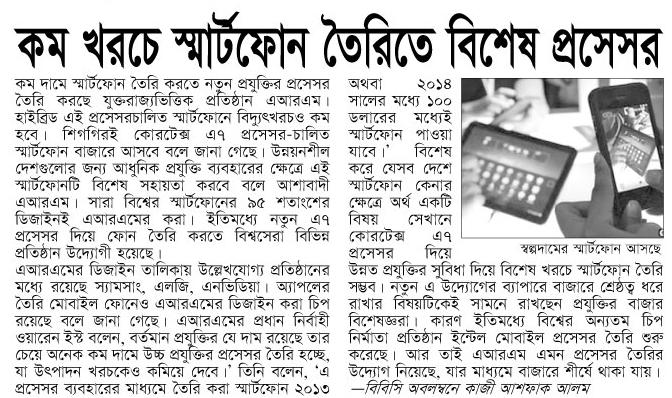 কম খরচে স্মার্টফোন তৈরিতে বিশেষ প্রসেসর
কম দামে স্মার্টফোন তৈরি করতে নতুন প্রযুক্তির প্রসেসর
তৈরি করছে যুক্তরাজ্যভিত্তিক প্রতিষ্ঠান এআরএম।
হাইব্রিড এই প্রসেসরচালিত স্মার্টফোনে বিদ্যুৎখরচও কম
হবে। শিগগিরই কোরটেক্স এ৭ প্রসেসর-চালিত
স্মার্টফোন বাজারে আসবে বলে জানা গেছে। উন্নয়নশীল
দেশগুলোর জন্য আধুনিক প্রযুক্তি ব্যবহারের ক্ষেত্রে এই
স্মার্টফোনটি বিশেষ সহায়তা করবে বলে আশাবাদী
এআরএম। সারা বিশ্বের স্মার্টফোনের ৯৫ শতাংশের
ডিজাইনই এআরএমের করা। ইতিমধ্যে নতুন এ৭
প্রসেসর দিয়ে ফোন তৈরি করতে বিশ্বসেরা বিভিন্ন
প্রতিষ্ঠান উদ্যোগী হয়েছে।
এআরএমের ডিজাইন তালিকায় উল্লেখযোগ্য প্রতিষ্ঠানের
মধ্যে রয়েছে স্যামসাং, এলজি, এনভিডিয়া। অ্যাপলের
তৈরি মোবাইল ফোনেও এআরএমের ডিজাইন করা চিপ
রয়েছে বলে জানা গেছে। এআরএমের প্রধান নির্বাহী
ওয়ারেন ইস্ট বলেন, বর্তমান প্রযুক্তির যে দাম রয়েছে তার
চেয়ে অনেক কম দামে উচ্চ প্রযুক্তির প্রসেসর তৈরি হচ্ছে,
যা উৎপাদন খরচকেও কমিয়ে দেবে।’ তিনি বলেন, ‘এ
প্রসেসর ব্যবহারের মাধ্যমে তৈরি করা স্মার্টফোন ২০১৩
অথবা ২০১৪
সালের মধ্যে ১০০
ডলারের মধ্যেই
স্মার্টফোন পাওয়া
যাবে।’ বিশেষ
করে যেসব দেশে
স্মার্টফোন কেনার
ক্ষেত্রে অর্থ একটি
বিষয় সেখানে
কোরটেক্স এ৭
প্রসেসর দিয়ে
স্বল্পদামের স্মার্টফোন আসছে
উন্নত প্রযুক্তির সুবিধা দিয়ে বিশেষ খরচে স্মার্টফোন তৈরি
সম্ভব। নতুন এ উদ্যোগের ব্যাপারে বাজারে শ্রেষ্ঠত্ব ধরে
রাখার বিষয়টিকেই সামনে রাখছেন প্রযুক্তির বাজার
বিশেষজ্ঞরা। কারণ ইতিমধ্যে বিশ্বের অন্যতম চিপ
নির্মাতা প্রতিষ্ঠান ইন্টেল মোবাইল প্রসেসর তৈরি শুরু
করেছে। আর তাই এআরএম এমন প্রসেসর তৈরির
উদ্যোগ নিয়েছে, যার মাধ্যমে বাজারে শীর্ষে থাকা যায়।
—বিবিসি অবলম্বনে কাজী আশফাক আলম